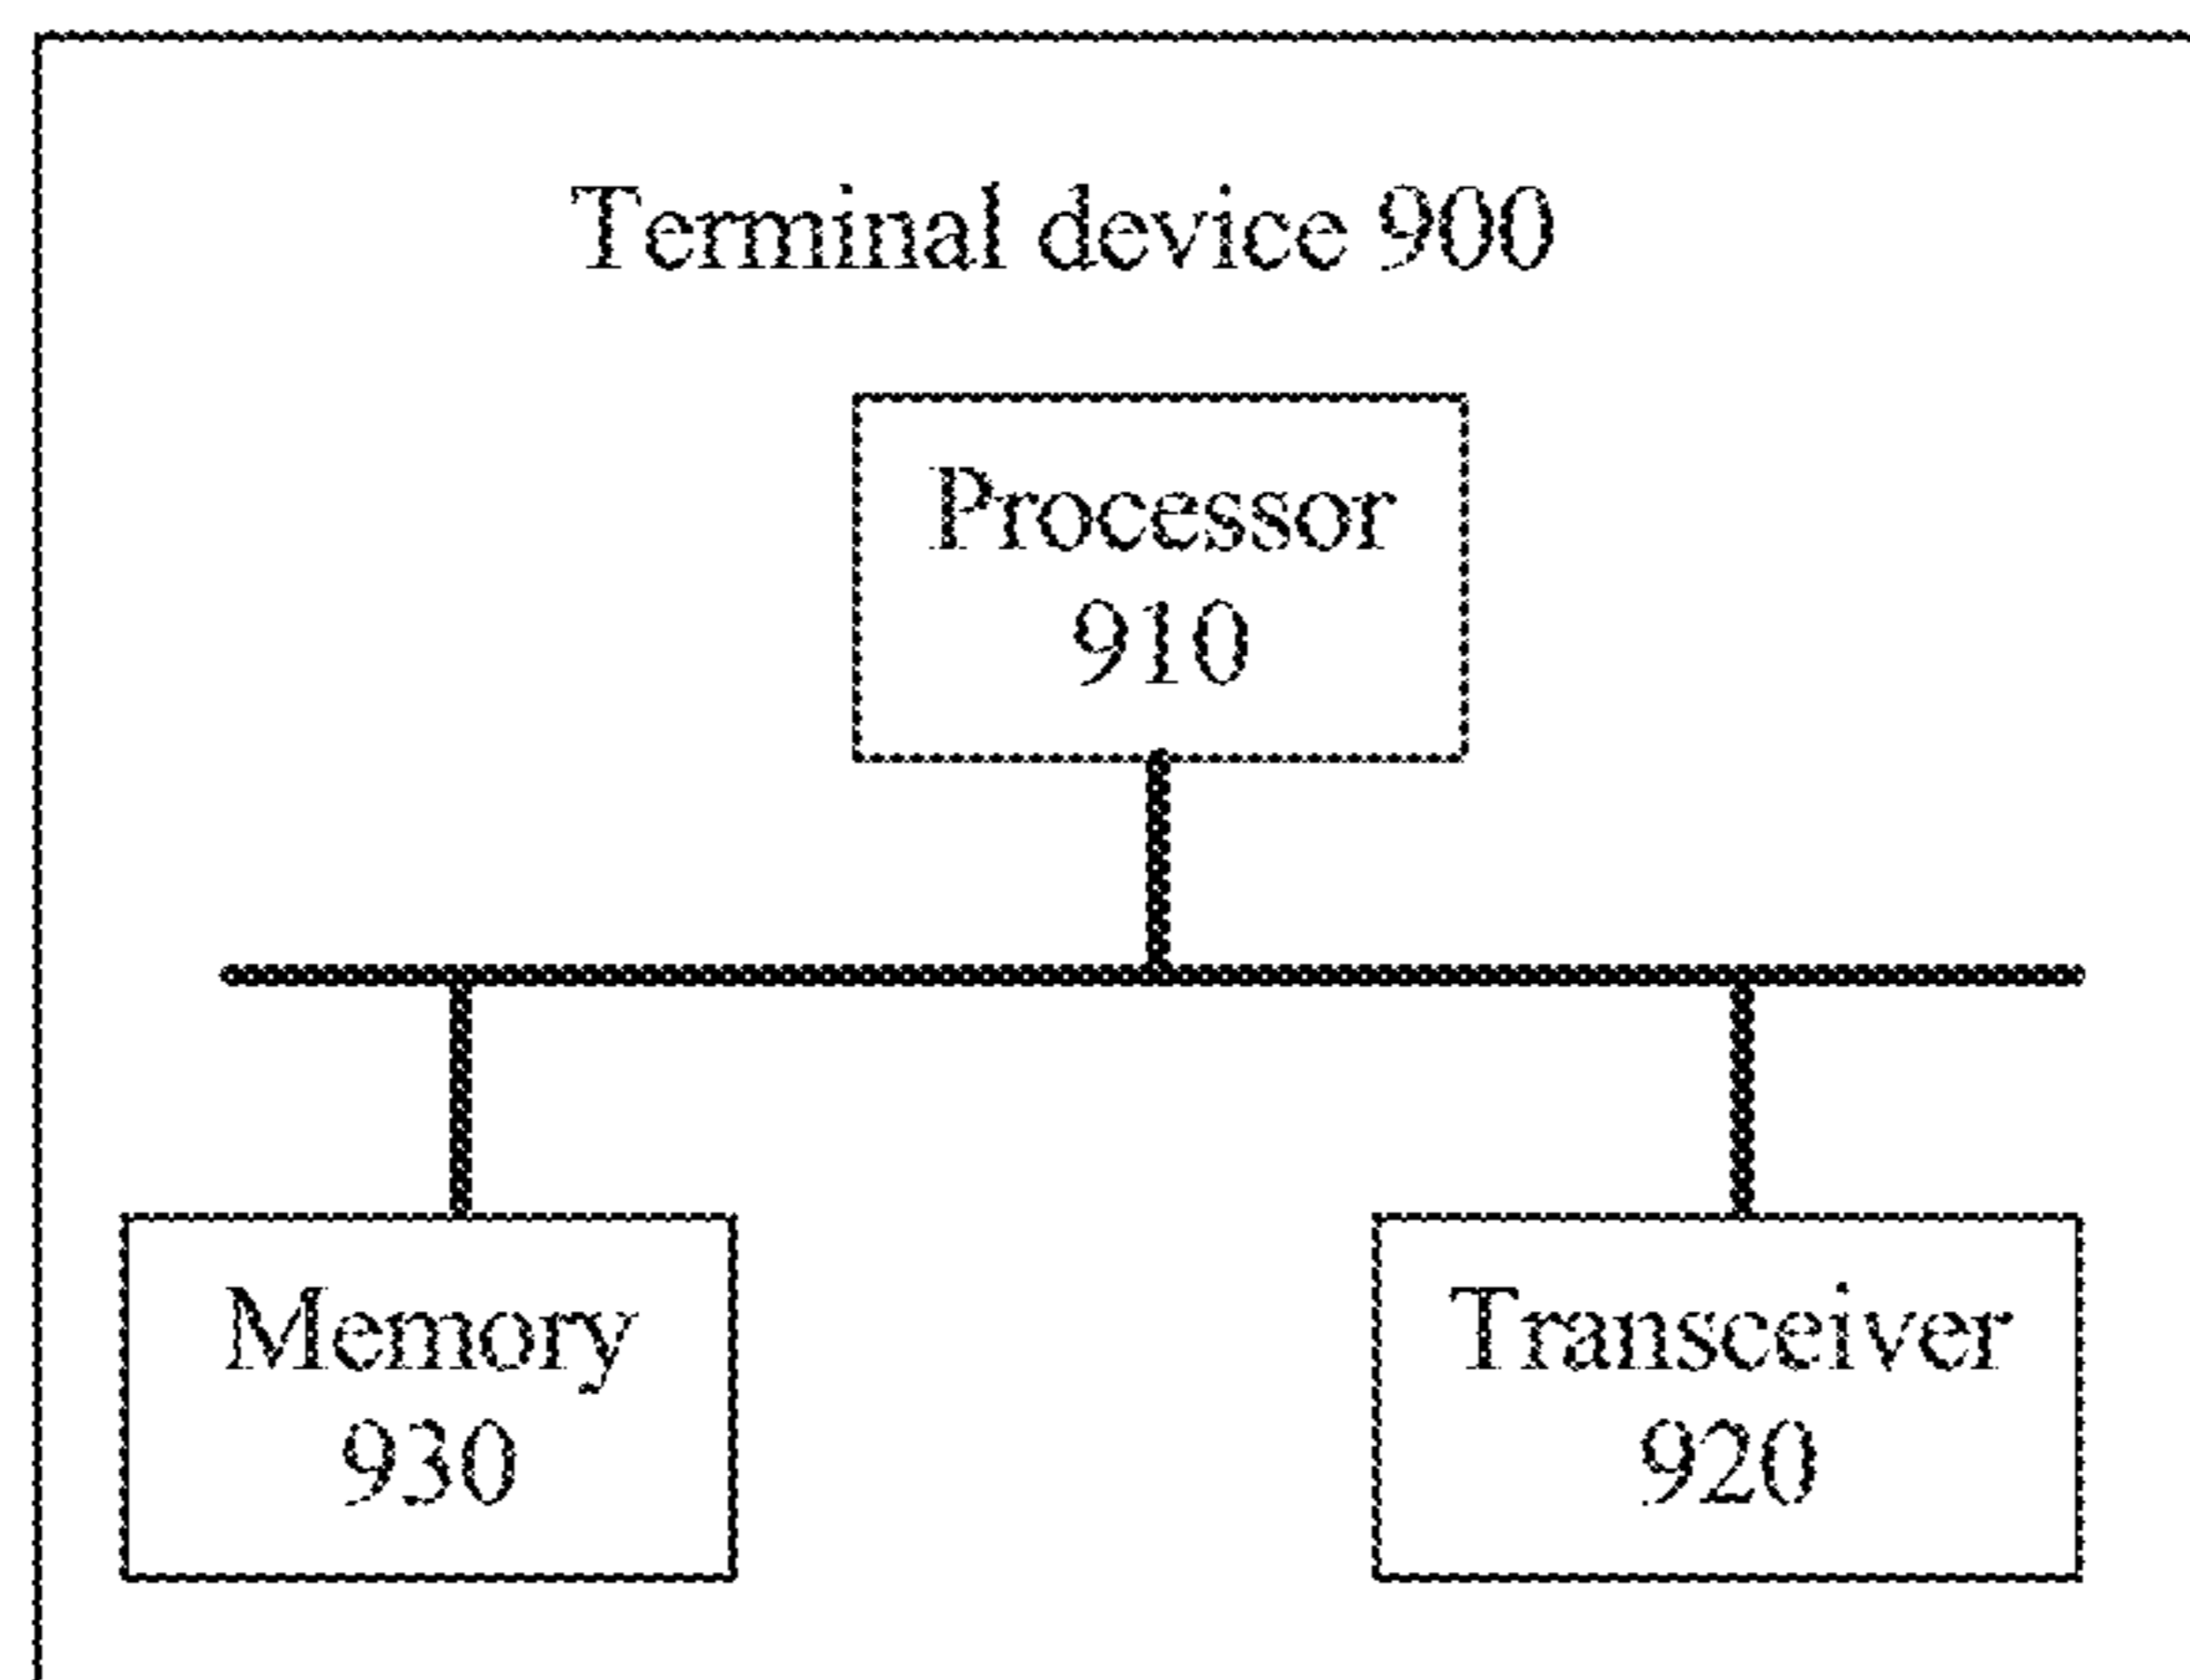 Terminal device 900
Processor
910
Memory
930
Transceiver
920